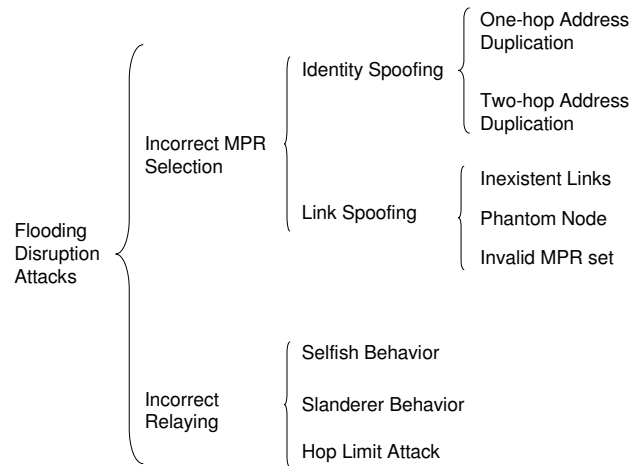 Flooding
Disruption
Attacks
Incorrect MPR
Selection
Identity Spoofing
One-hop Address
Duplication
Two-hop Address
Duplication
Link Spoofing
Inexistent Links
Phantom Node
Invalid MPR set
Incorrect
Relaying
Selfish Behavior
Slanderer Behavior
Hop Limit Attack